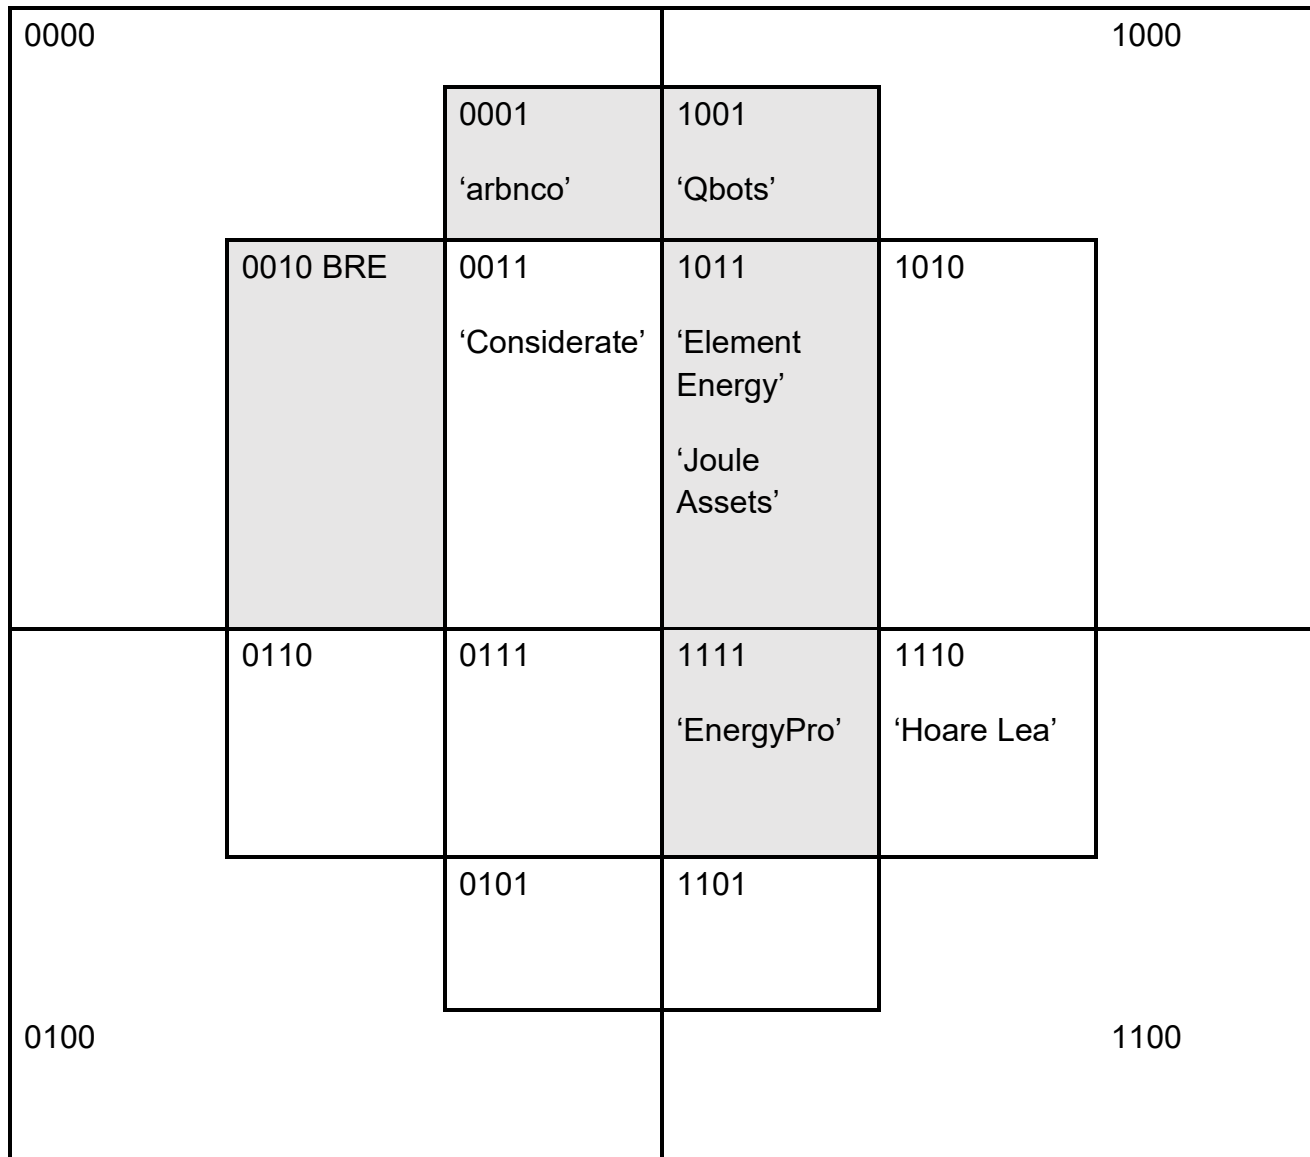 0000
1000
0001
1001
‘arbnco’
‘Qbots’
0010 BRE
0011
1011
1010
‘Considerate’
‘Element
Energy’
‘Joule
Assets’
0110
0111
1111
1110
‘EnergyPro’
‘Hoare Lea’
0101
1101
0100
1100